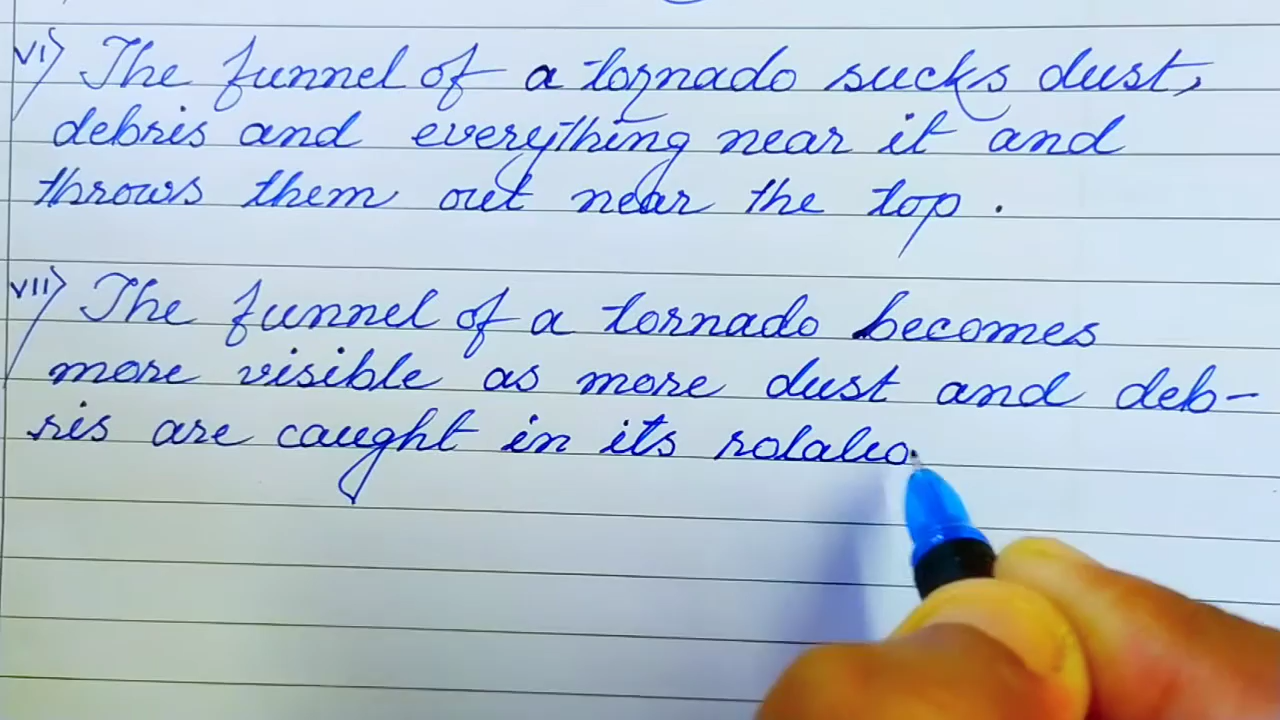 vi) The funnel of a tornado sucks dust,
debris and everything near it and
throws them out near the top.
vii) The funnel of a tornado becomes
more visible as more dust and deb-
ris are caught in its rotatio